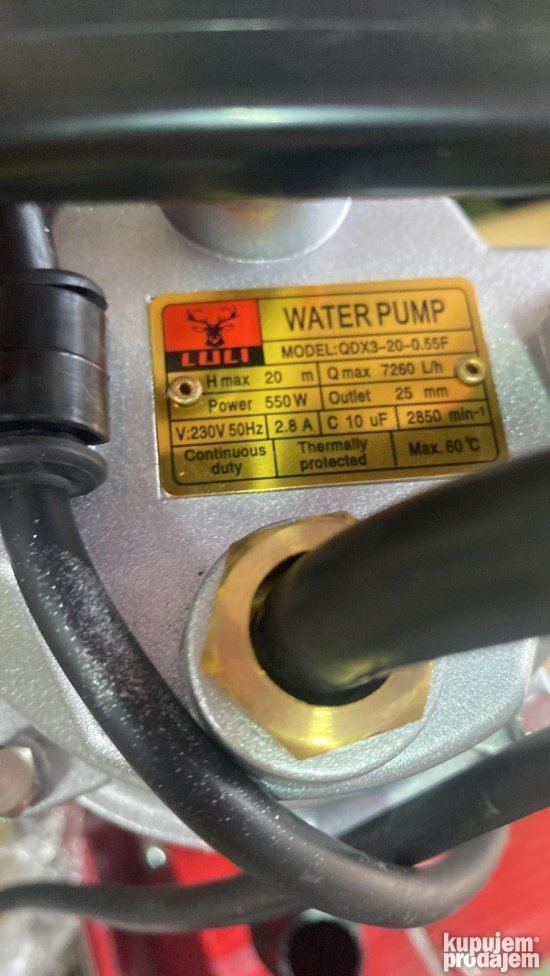 WATER PUMP
LULI
MODEL:QDX3-20-0.55F
H max 20 m Q max 7260 L/h
Power 550 W Outlet 25 mm
V:230V 50Hz 2.8 A C 10 uF 2850 min-1
Continuous duty Thermally protected Max. 60 °C
kupujem
prodajem